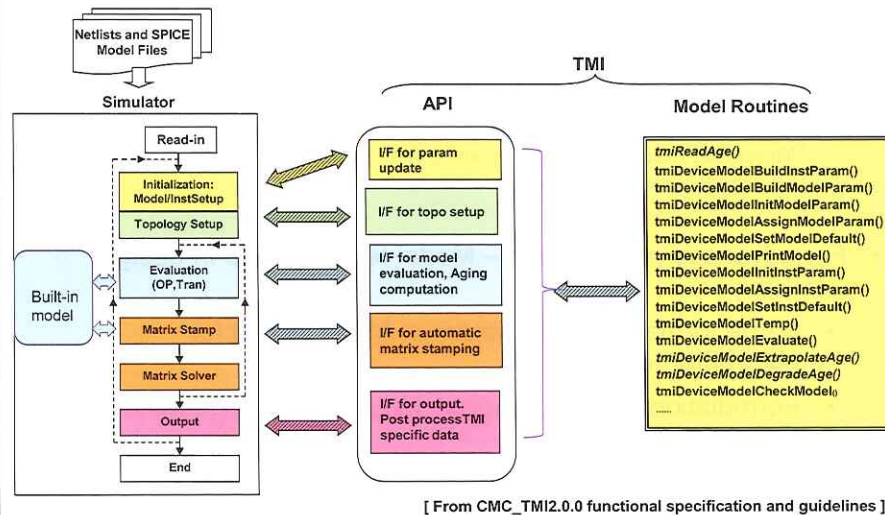 Netlists and SPICE
Model Files
Simulator
Read-in
Initialization:
Model/InstSetup
Topology Setup
Evaluation
(OP,Tran)
Built-in
model
Matrix Stamp
Matrix Solver
Output
End
TMI
API
I/F for param
update
I/F for topo setup
I/F for model
evaluation, Aging
computation
I/F for automatic
matrix stamping
I/F for output.
Post processTMI
specific data
Model Routines
tmiReadAge()
tmiDeviceModelBuildInstParam()
tmiDeviceModelBuildModelParam()
tmiDeviceModelInitModelParam()
tmiDeviceModelAssignModelParam()
tmiDeviceModelSetModelDefault()
tmiDeviceModelPrintModel()
tmiDeviceModelInitInstParam()
tmiDeviceModelAssignInstParam()
tmiDeviceModelSetInstDefault()
tmiDeviceModelTemp()
tmiDeviceModelEvaluate()
tmiDeviceModelExtrapolateAge()
tmiDeviceModelDegradeAge()
tmiDeviceModelCheckModel()
......
[ From CMC_TMI2.0.0 functional specification and guidelines ]